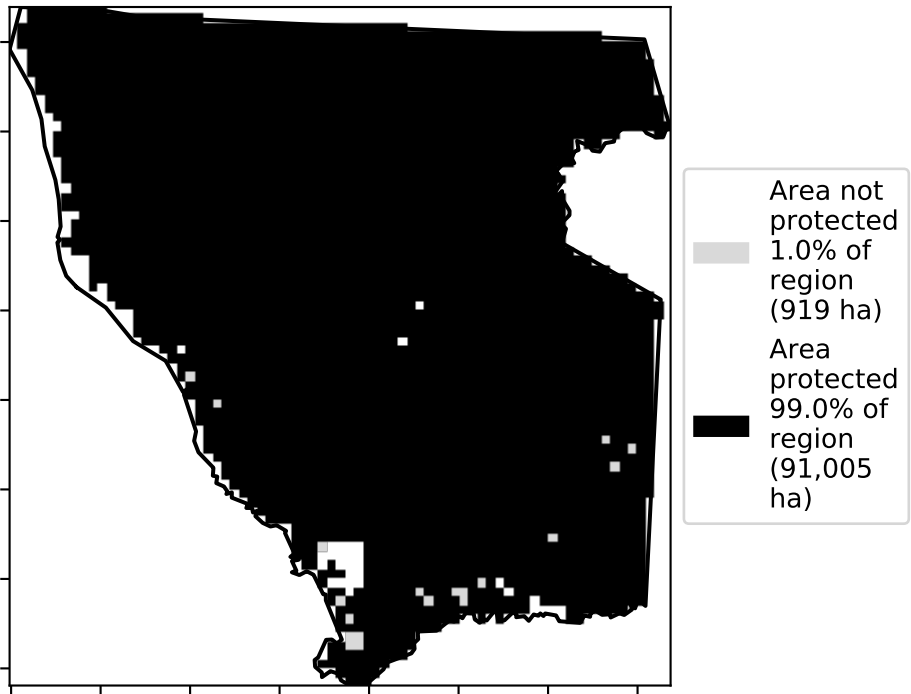 Area not
protected
1.0% of
region
(919 ha)
Area
protected
99.0% of
region
(91,005
ha)